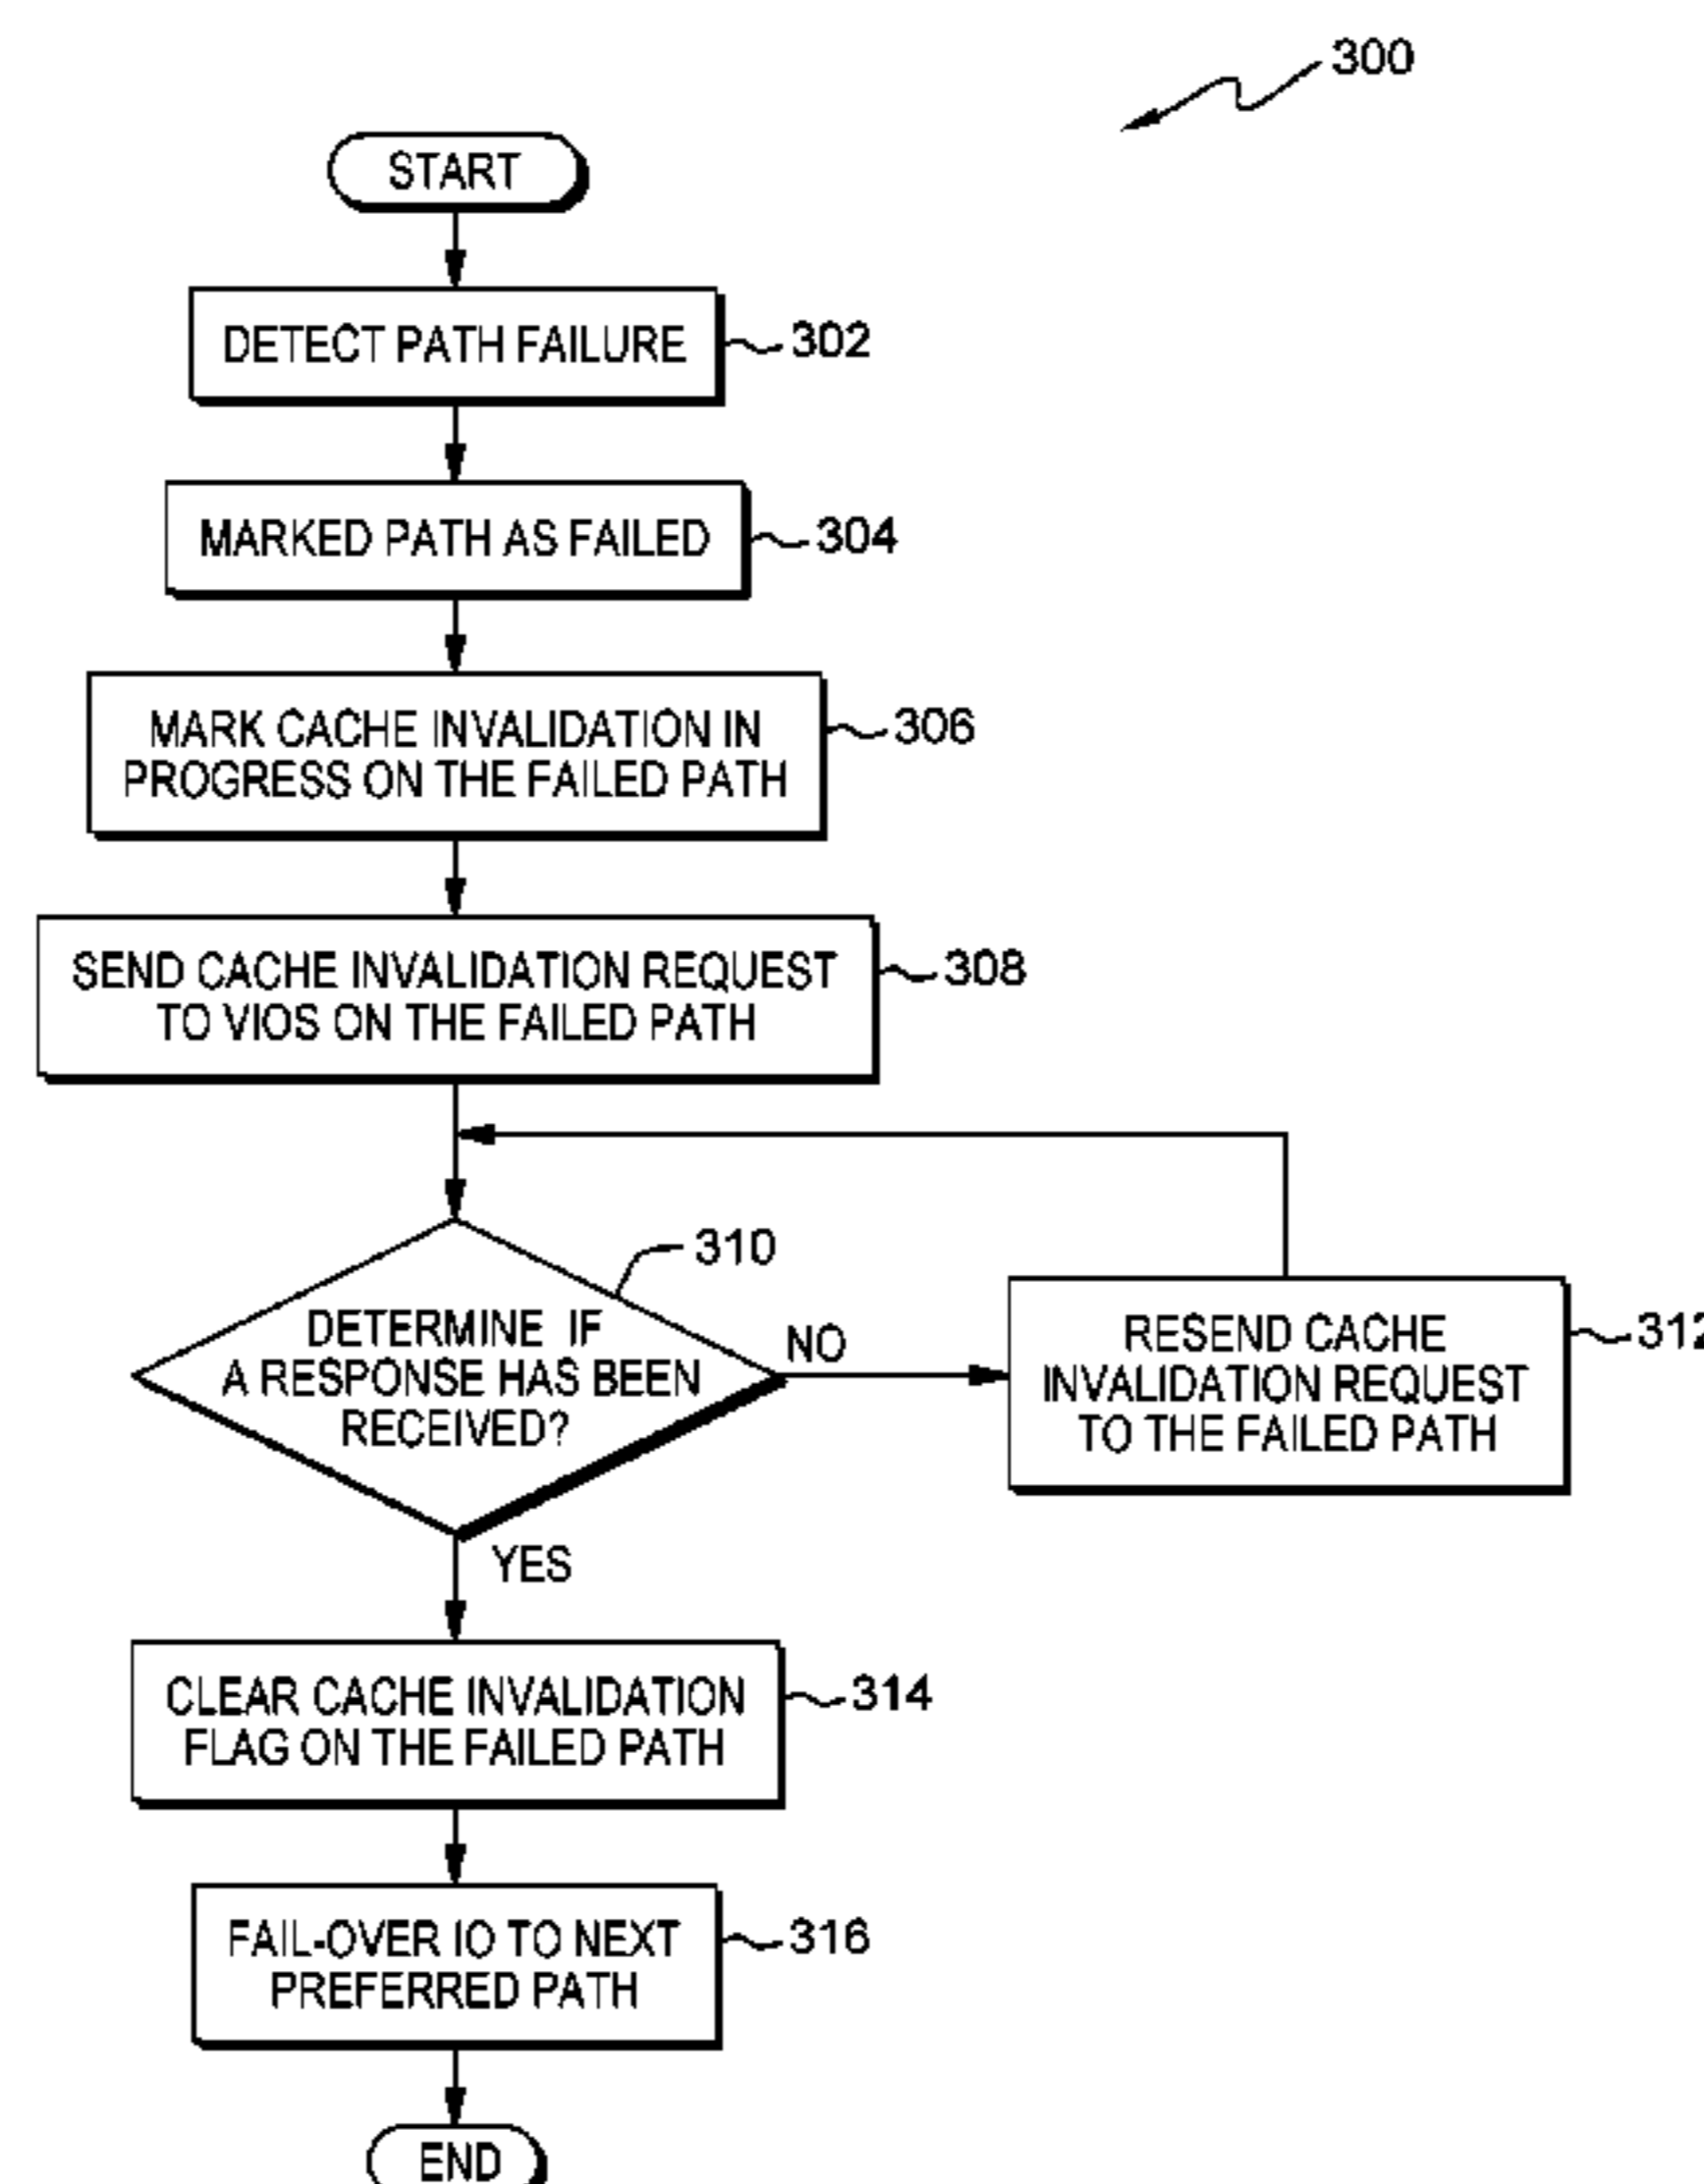 300
START
DETECT PATH FAILURE
302
MARKED PATH AS FAILED
304
MARK CACHE INVALIDATION IN
PROGRESS ON THE FAILED PATH
306
SEND CACHE INVALIDATION REQUEST
TO VIOS ON THE FAILED PATH
308
310
DETERMINE IF
A RESPONSE HAS BEEN
RECEIVED?
NO
RESEND CACHE
INVALIDATION REQUEST
TO THE FAILED PATH
312
YES
CLEAR CACHE INVALIDATION
FLAG ON THE FAILED PATH
314
FAIL-OVER IO TO NEXT
PREFERRED PATH
316
END